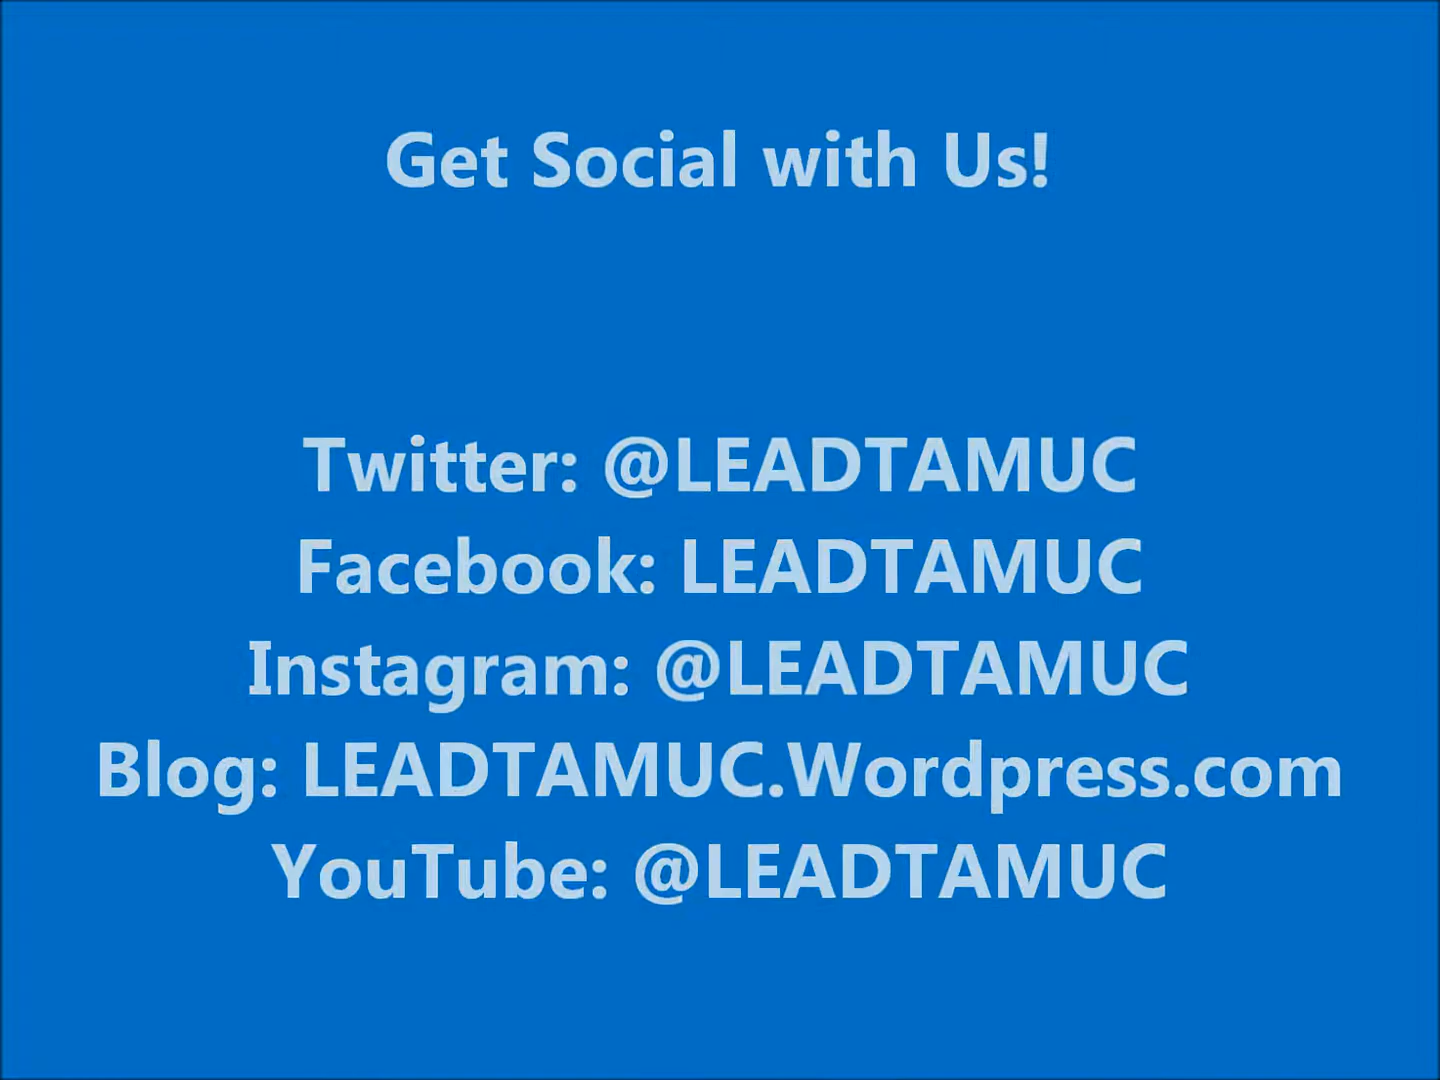 Get Social with Us!
Twitter: @LEADTAMUC
Facebook: LEADTAMUC
Instagram: @LEADTAMUC
Blog: LEADTAMUC.Wordpress.com
YouTube: @LEADTAMUC